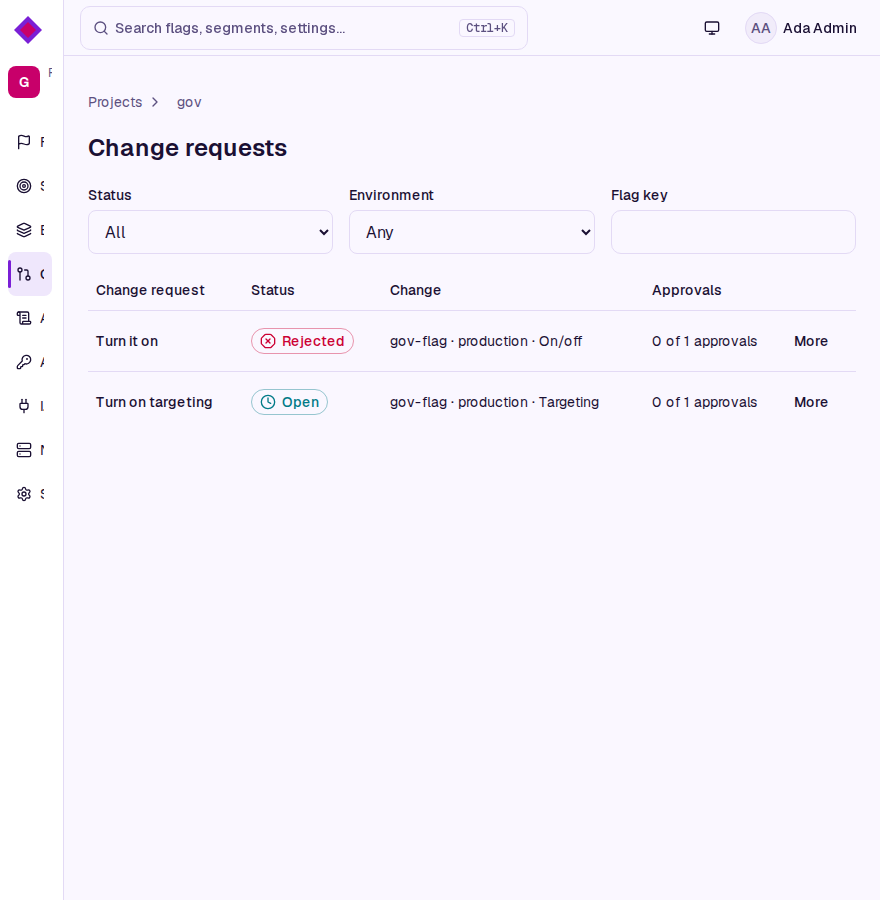 Search flags, segments, settings...
Ctrl+K
AA
Ada Admin
G
Projects
gov
Change requests
Status
Environment
Flag key
All
Any
Change request
Status
Change
Approvals
Turn it on
Rejected
gov-flag · production · On/off
0 of 1 approvals
More
Turn on targeting
Open
gov-flag · production · Targeting
0 of 1 approvals
More